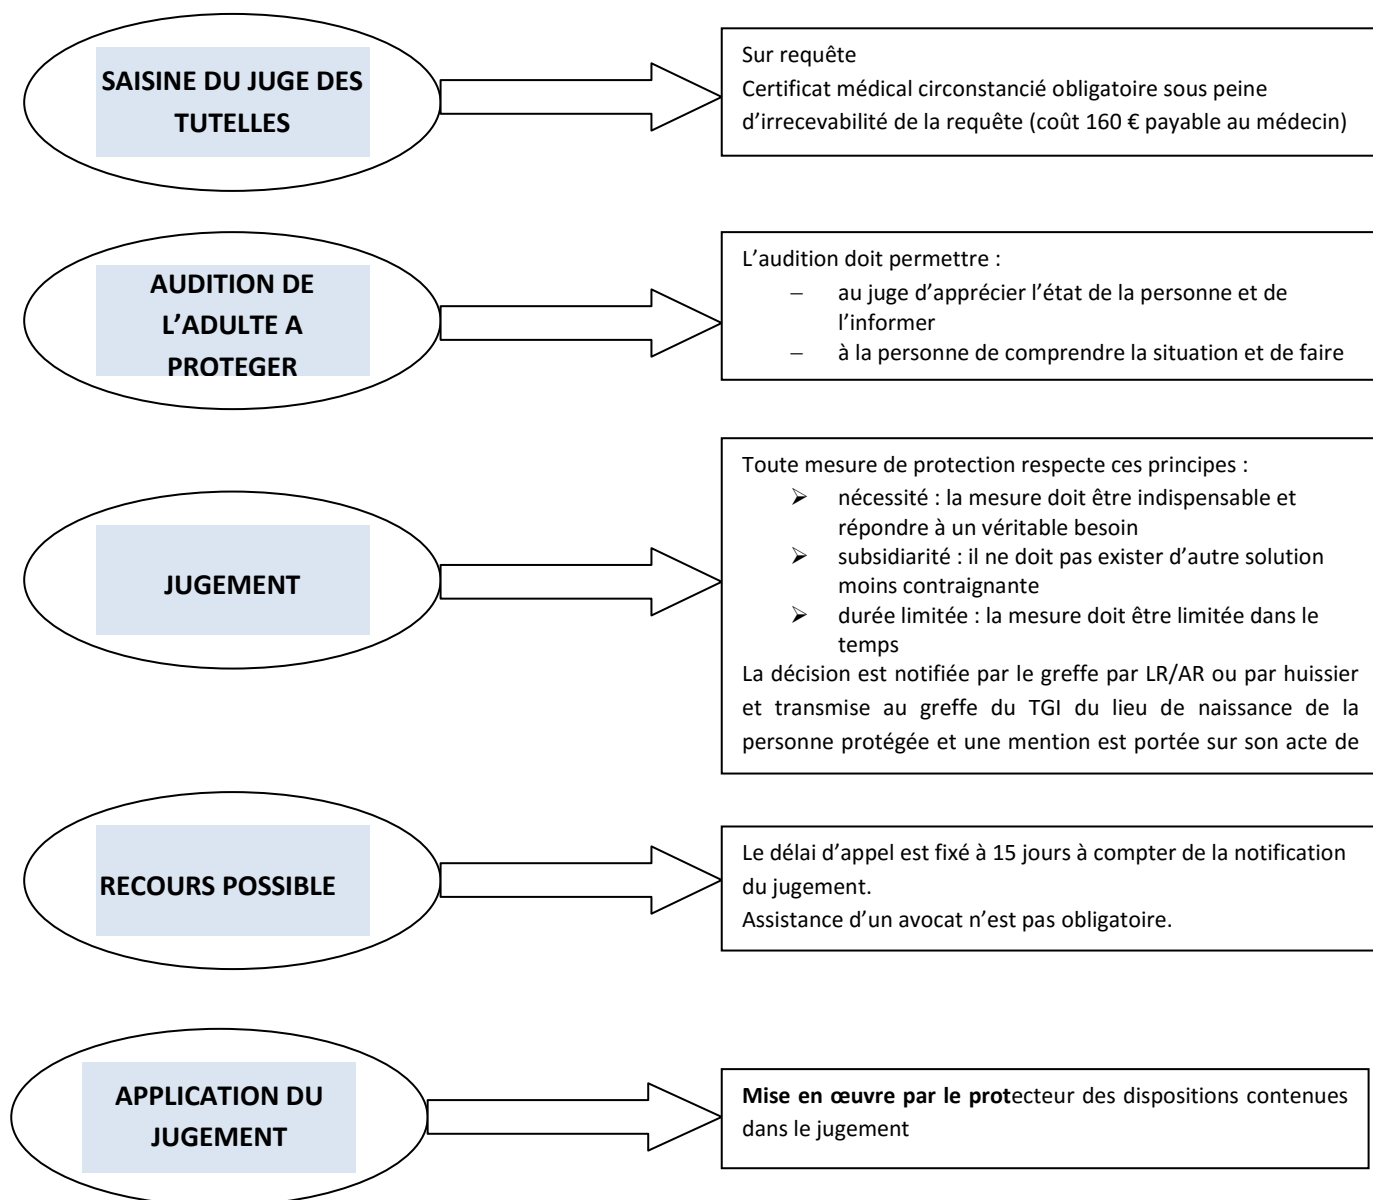 SAISINE DU JUGE DES
TUTELLES
Sur requête
Certificat médical circonstancié obligatoire sous peine
d’irrecevabilité de la requête (coût 160 € payable au médecin)
AUDITION DE
L’ADULTE A
PROTEGER
L’audition doit permettre :
– au juge d’apprécier l’état de la personne et de
l’informer
– à la personne de comprendre la situation et de faire
JUGEMENT
Toute mesure de protection respecte ces principes :
➢ nécessité : la mesure doit être indispensable et
répondre à un véritable besoin
➢ subsidiarité : il ne doit pas exister d’autre solution
moins contraignante
➢ durée limitée : la mesure doit être limitée dans le
temps
La décision est notifiée par le greffe par LR/AR ou par huissier
et transmise au greffe du TGI du lieu de naissance de la
personne protégée et une mention est portée sur son acte de
RECOURS POSSIBLE
Le délai d’appel est fixé à 15 jours à compter de la notification
du jugement.
Assistance d’un avocat n’est pas obligatoire.
APPLICATION DU
JUGEMENT
Mise en œuvre par le protecteur des dispositions contenues
dans le jugement